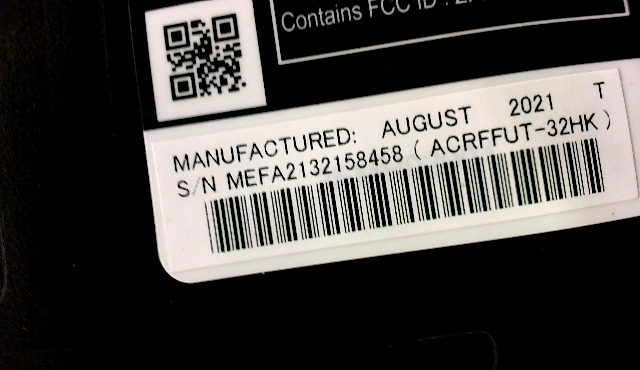 Contains FCC ID :
MANUFACTURED: AUGUST 2021 T
S/N MEFA2132158458 ( ACRFFUT-32HK )